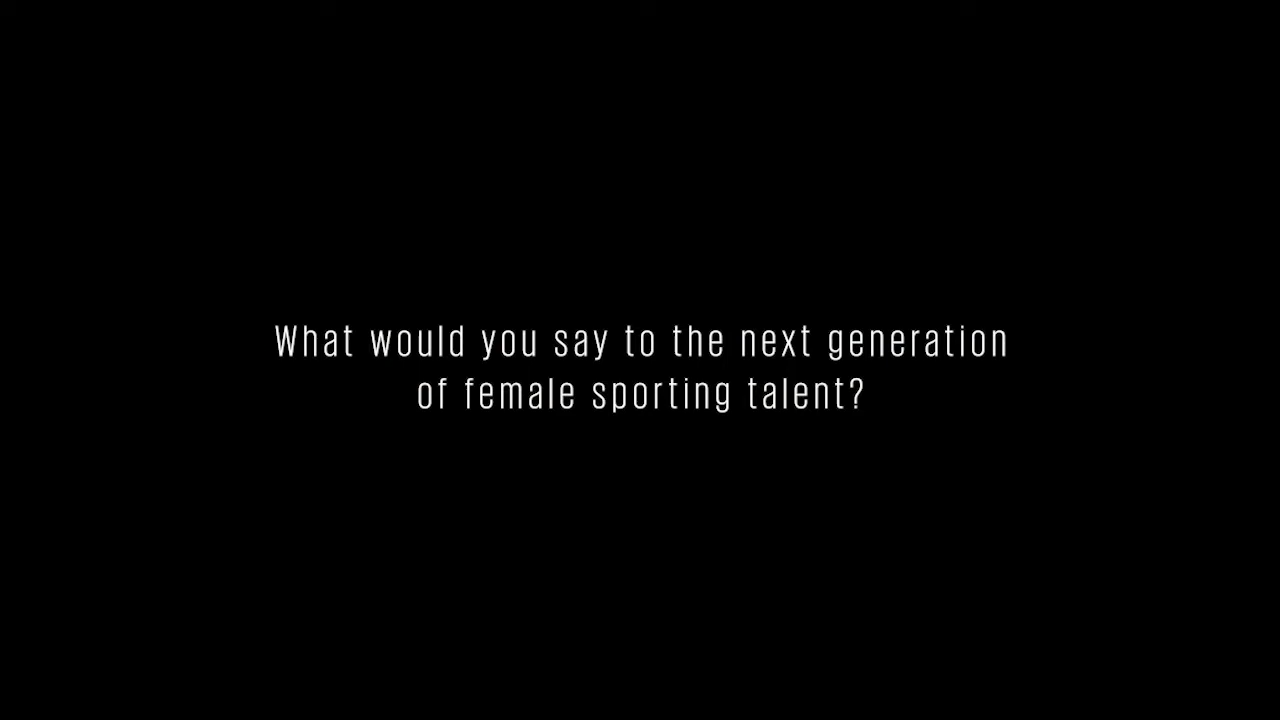 What would you say to the next generation
of female sporting talent?